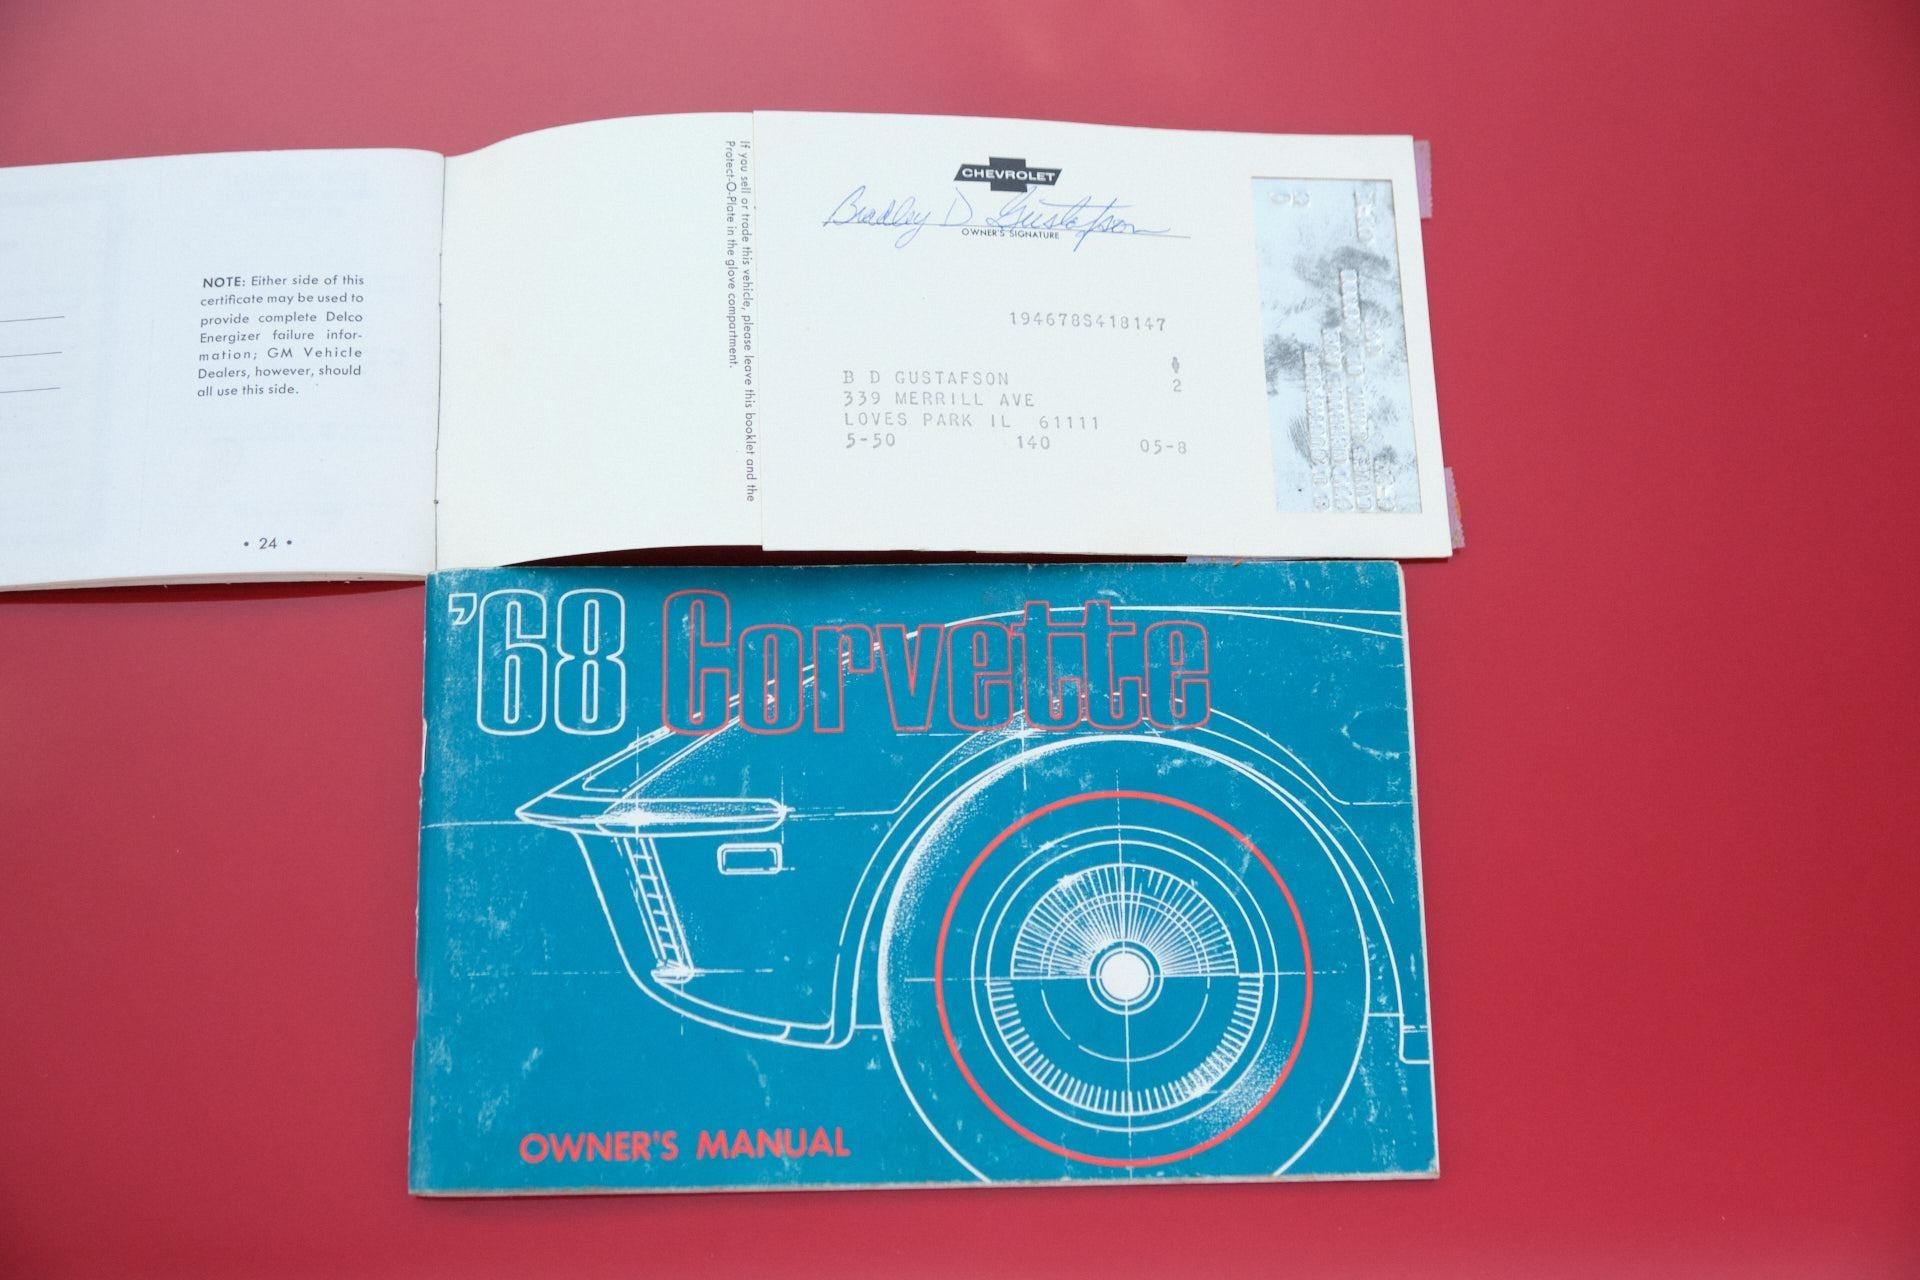 NOTE: Either side of this
certificate may be used to
provide complete Delco
Energizer failure infor-
mation; GM Vehicle
Dealers, however, should
all use this side.
• 24 •
If you sell or trade this vehicle, please leave this booklet and the
Protect-O-Plate in the glove compartment.
CHEVROLET
Bradley D Gustafson
OWNER'S SIGNATURE
194678S418147
2
B D GUSTAFSON
339 MERRILL AVE
LOVES PARK IL 61111
5-50 140 05-8
'68 Corvette
OWNER'S MANUAL